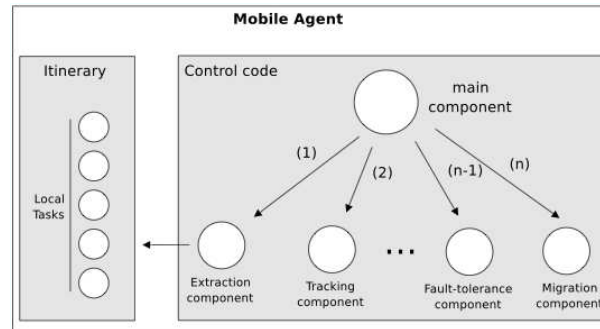 Mobile Agent
Itinerary
Local
Tasks
Control code
main
component
(1)
(2)
(n-1)
(n)
...
Extraction
component
Tracking
component
Fault-tolerance
component
Migration
component